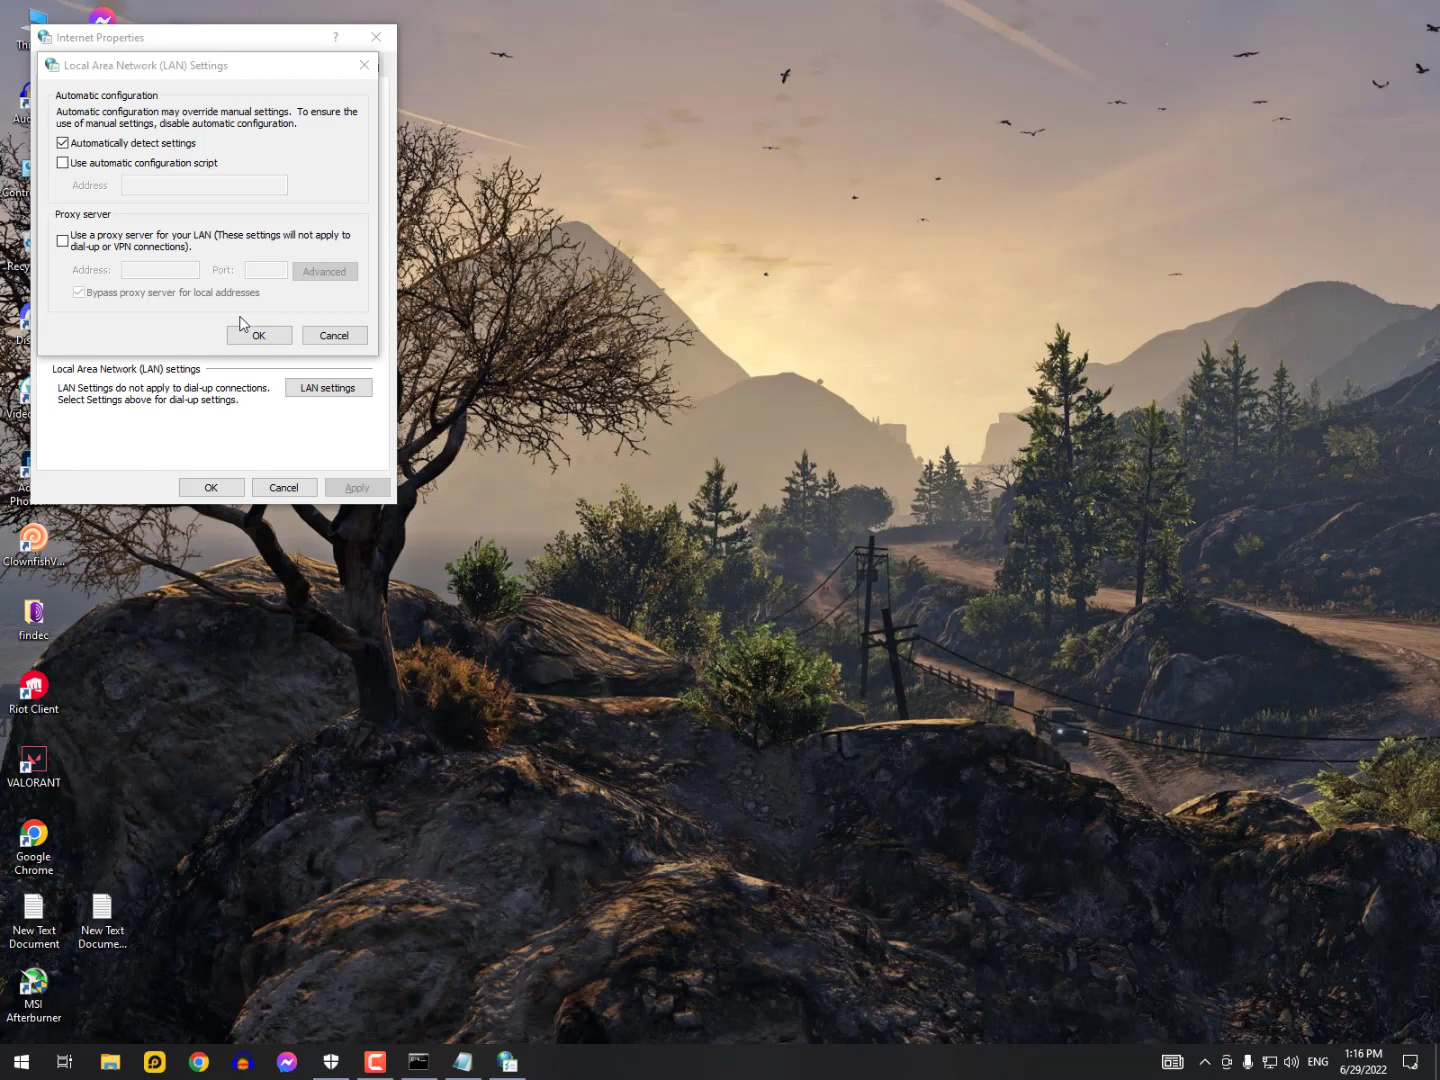 Internet Properties
?
Local Area Network (LAN) Settings
Automatic configuration
Automatic configuration may override manual settings. To ensure the
use of manual settings, disable automatic configuration.
Automatically detect settings
Use automatic configuration script
Address
Proxy server
Use a proxy server for your LAN (These settings will not apply to
dial-up or VPN connections).
Address:
Port:
Advanced
Bypass proxy server for local addresses
OK
Cancel
Local Area Network (LAN) settings
LAN Settings do not apply to dial-up connections.
Select Settings above for dial-up settings.
LAN settings
OK
Cancel
Apply
ClownfishV...
findec
Riot Client
VALORANT
Google
Chrome
New Text
Document
New Text
Docume...
MSI
Afterburner
ENG
1:16 PM
6/29/2022